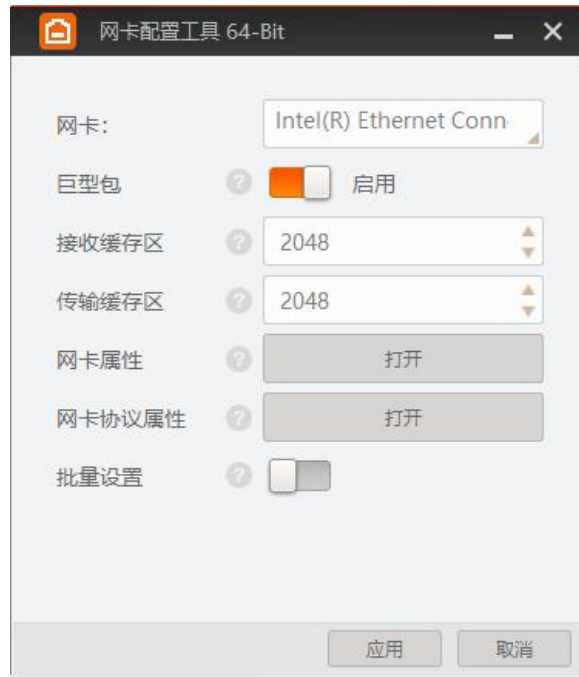 网卡配置工具 64-Bit
网卡：
Intel(R) Ethernet Conn
巨型包 ? 启用
接收缓存区 ? 2048
传输缓存区 ? 2048
网卡属性 ? 打开
网卡协议属性 ? 打开
批量设置 ?
应用 取消